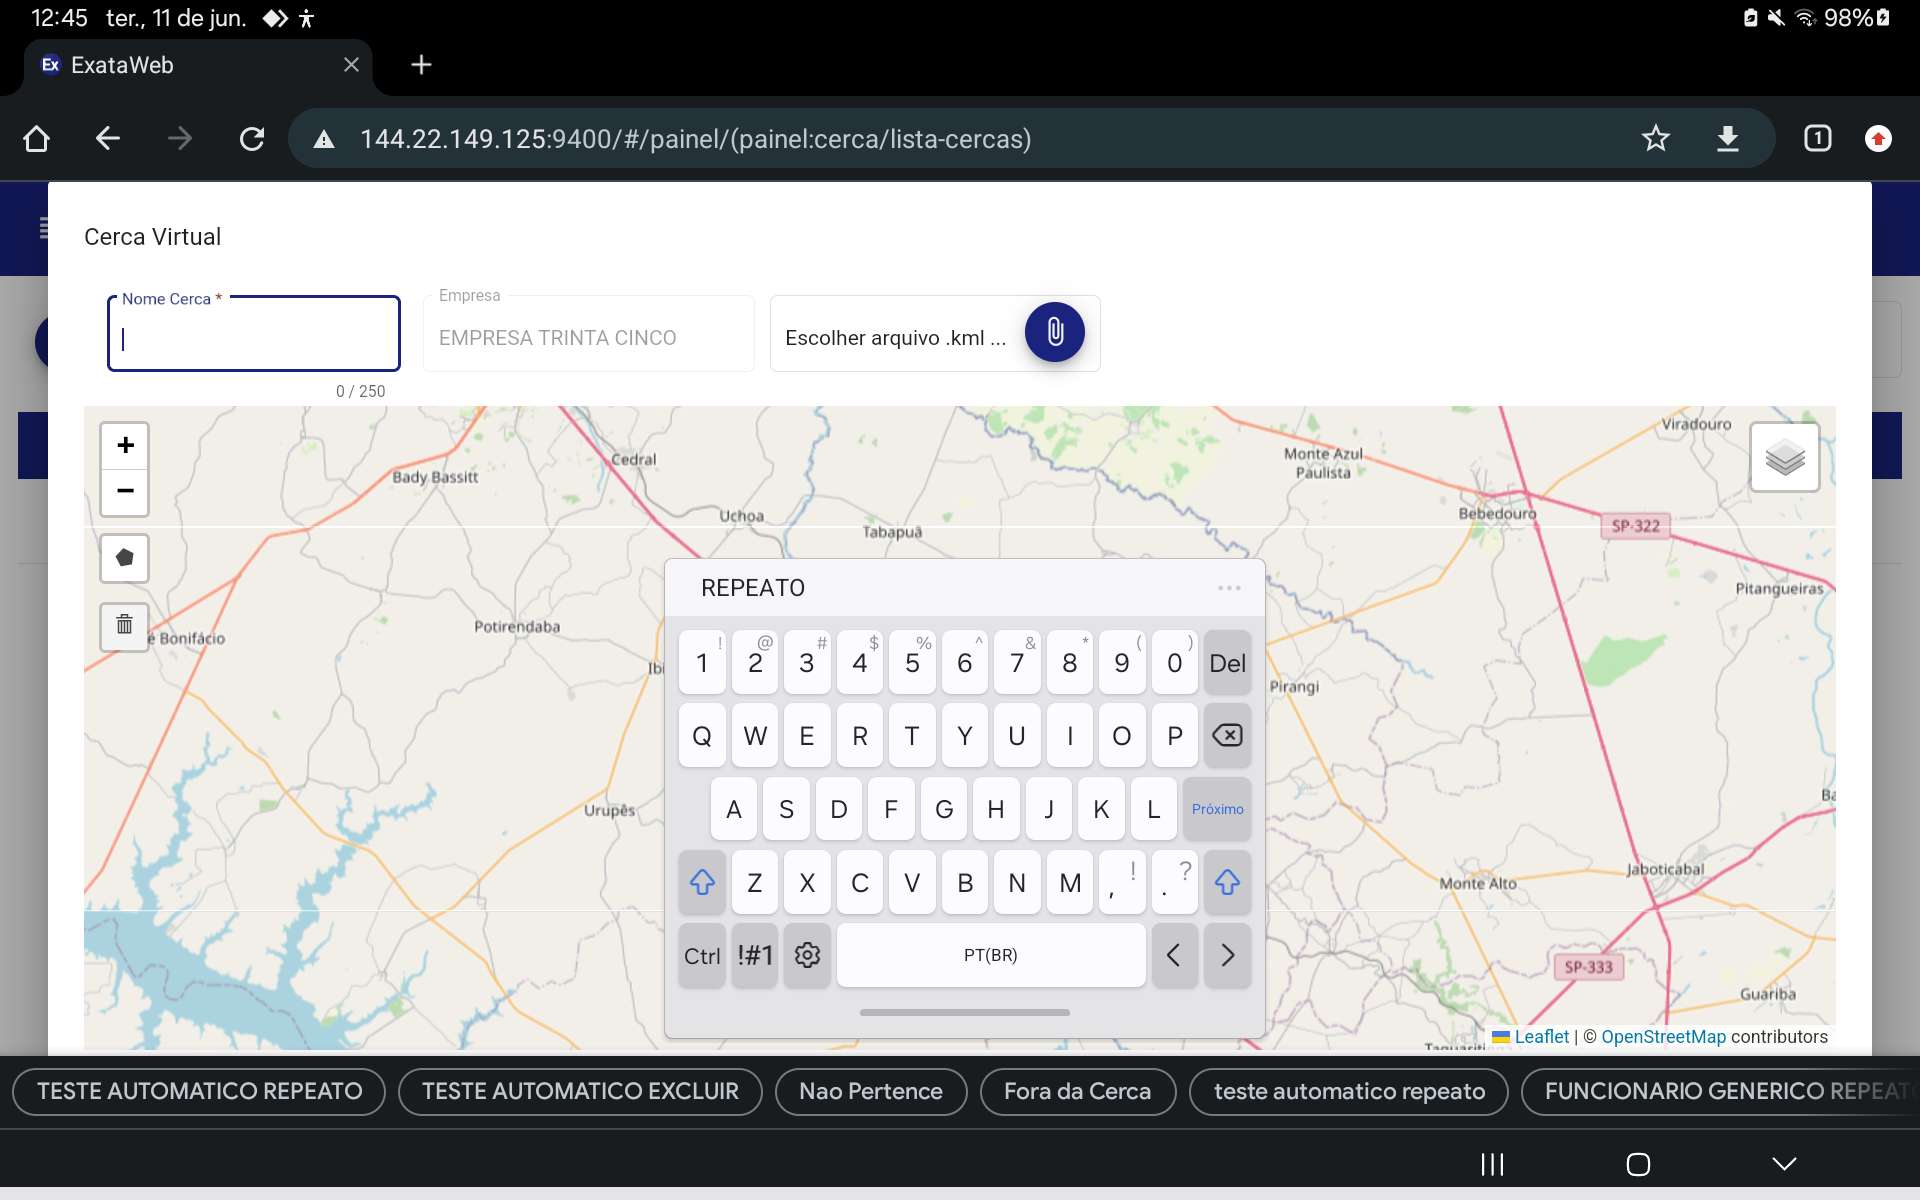 12:45 ter., 11 de jun.
98%
Ex ExataWeb
144.22.149.125:9400/#/painel/(painel:cerca/lista-cercas)
1
Cerca Virtual
Nome Cerca *
Empresa
EMPRESA TRINTA CINCO
Escolher arquivo .kml ...
0 / 250
+
−
Viradouro
Cedral
Monte Azul
Paulista
Bady Bassitt
Uchoa
Bebedouro
SP-322
Tabapuã
Pitangueiras
é Bonifácio
Potirendaba
Ibi
Pirangi
Urupês
Ba
Jaboticabal
Monte Alto
SP-333
Guariba
REPEATO
1 ! 2 @ 3 # 4 $ 5 % 6 ^ 7 & 8 * 9 ( 0 ) Del
Q W E R T Y U I O P
A S D F G H J K L Próximo
Z X C V B N M , ! . ?
Ctrl !#1 PT(BR) < >
Leaflet | © OpenStreetMap contributors
TESTE AUTOMATICO REPEATO
TESTE AUTOMATICO EXCLUIR
Nao Pertence
Fora da Cerca
teste automatico repeato
FUNCIONARIO GENERICO REPEAT